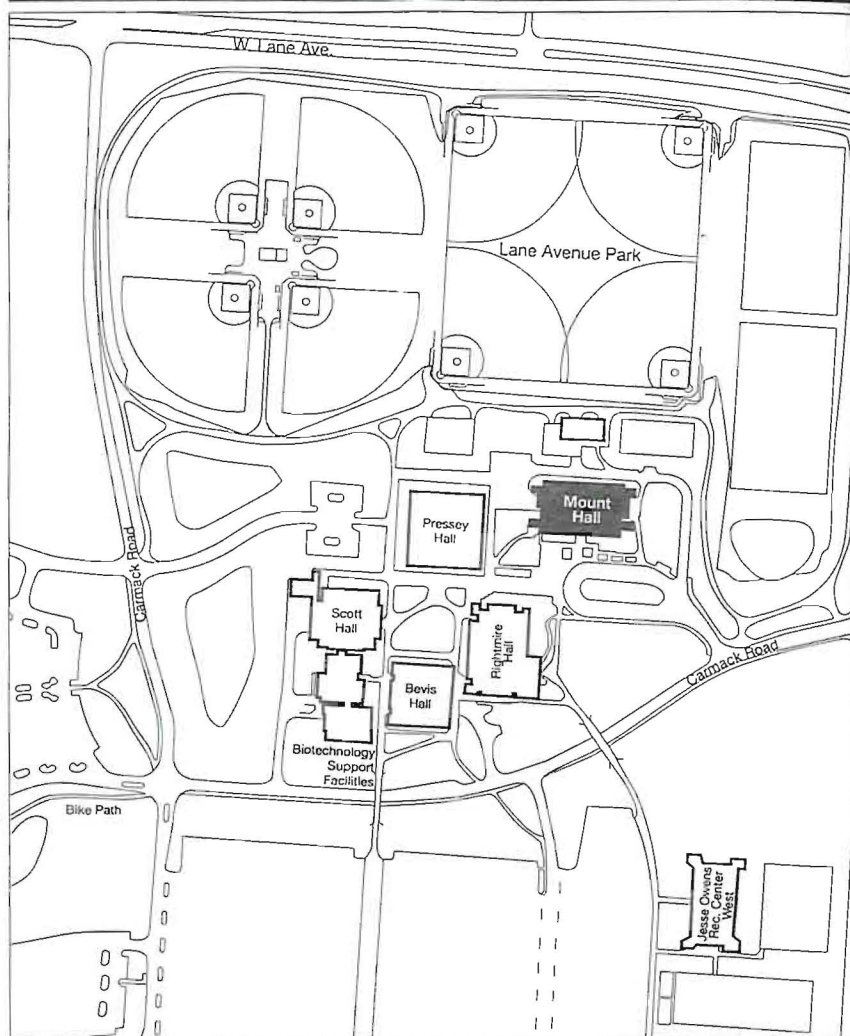 W. Lane Ave.
Lane Avenue Park
Mount
Hall
Pressey
Hall
Carmack Road
Scott
Hall
Rightmire
Hall
Carmack Road
Bevis
Hall
Biotechnology
Support
Facilities
Bike Path
Jesse Owens
Rec. Center
West